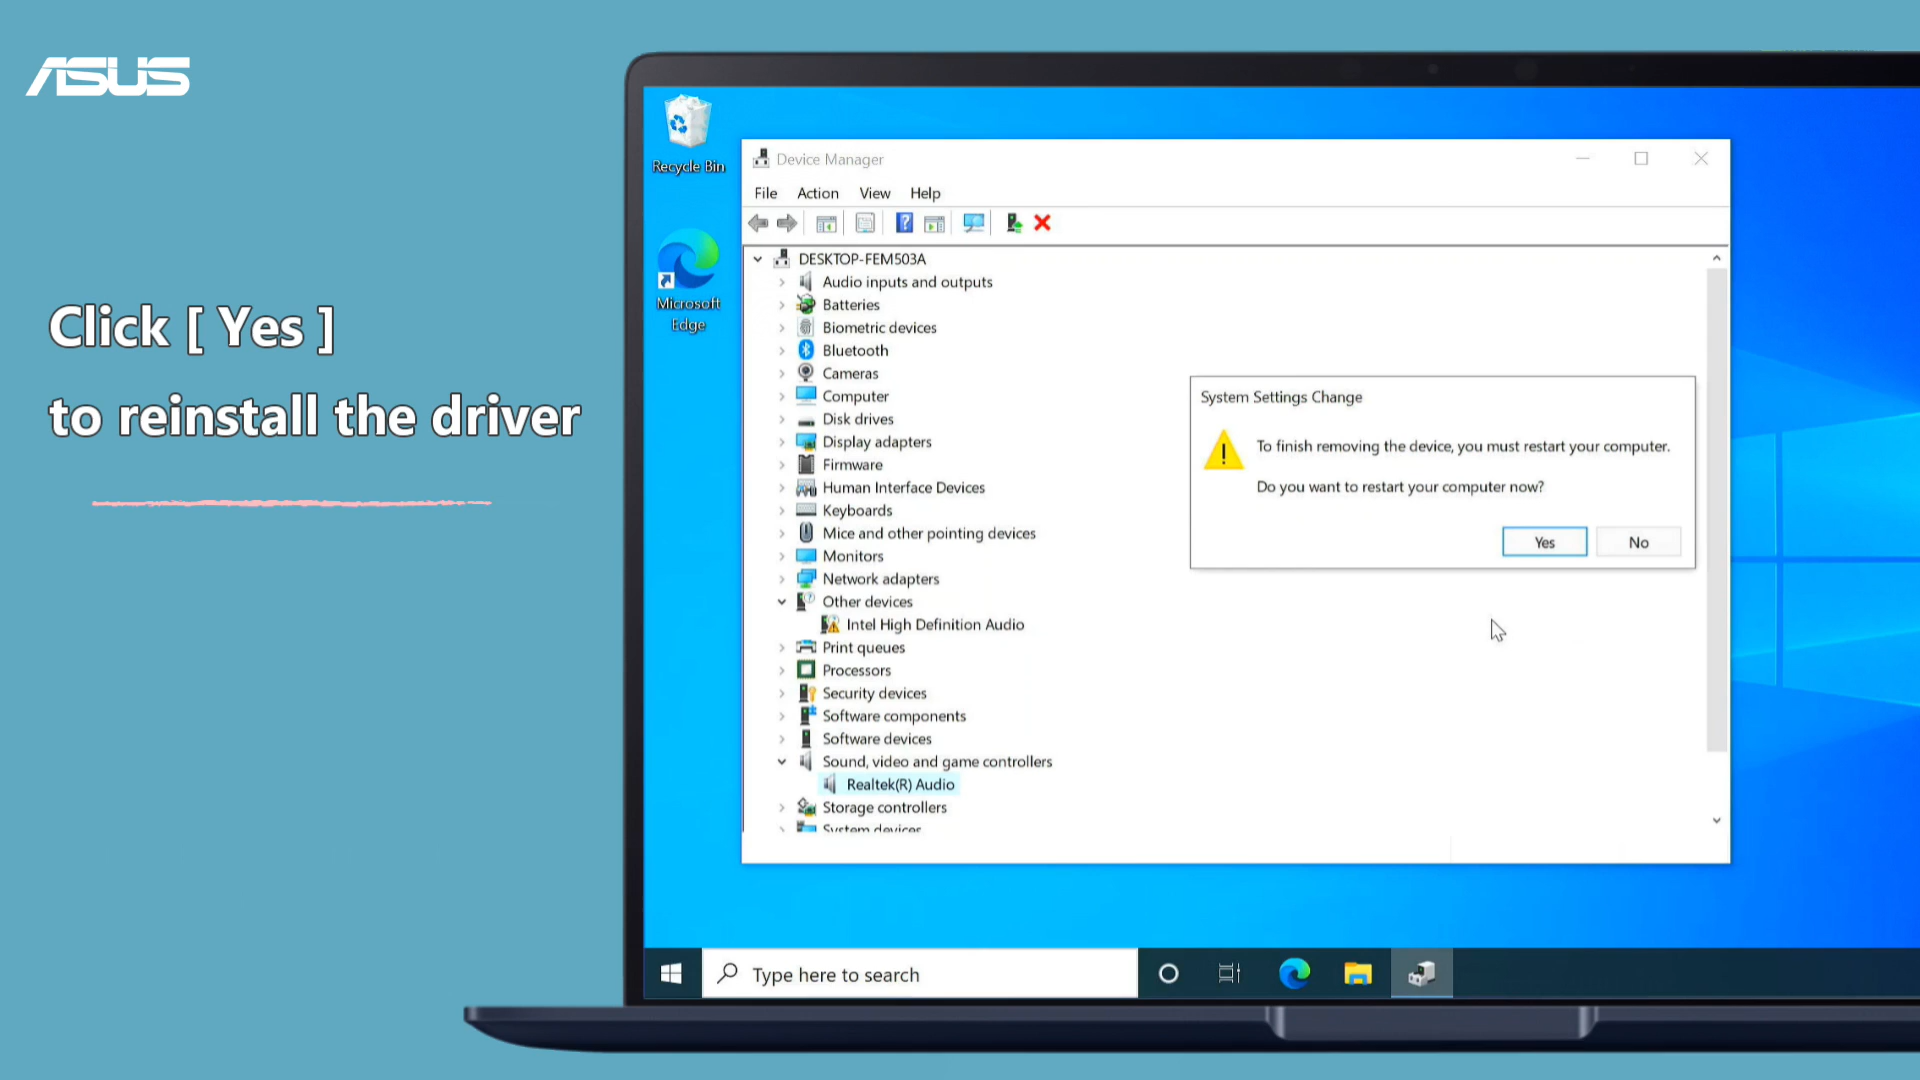 ASUS
Click [ Yes ]
to reinstall the driver
Recycle Bin
Microsoft
Edge
Device Manager
File Action View Help
DESKTOP-FEM503A
Audio inputs and outputs
Batteries
Biometric devices
Bluetooth
Cameras
Computer
Disk drives
Display adapters
Firmware
Human Interface Devices
Keyboards
Mice and other pointing devices
Monitors
Network adapters
Other devices
Intel High Definition Audio
Print queues
Processors
Security devices
Software components
Software devices
Sound, video and game controllers
Realtek(R) Audio
Storage controllers
System devices
System Settings Change
To finish removing the device, you must restart your computer.
Do you want to restart your computer now?
Yes No
Type here to search